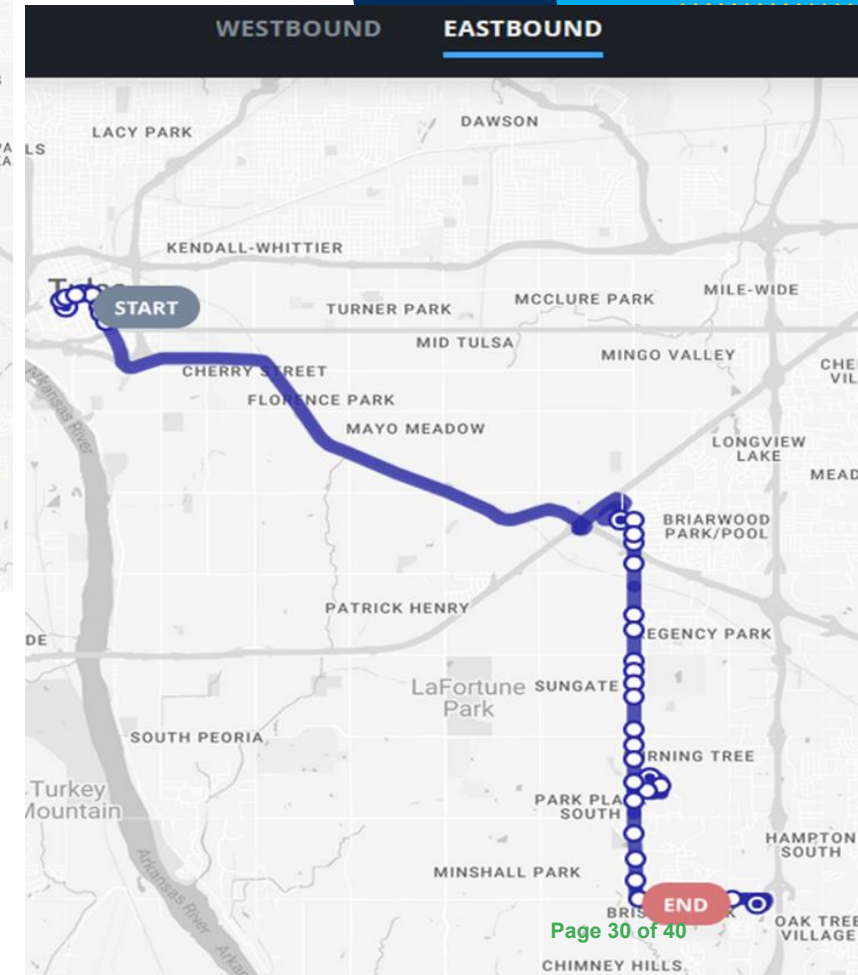 WESTBOUND EASTBOUND
DAWSON
LACY PARK
LS
KENDALL-WHITTIER
MILE-WIDE
MCCLURE PARK
START
TURNER PARK
MID TULSA
MINGO VALLEY
CHERRY STREET
FLORENCE PARK
MAYO MEADOW
Arkansas River
LONGVIEW
LAKE
BRIARWOOD
PARK/POOL
PATRICK HENRY
EGENCY PARK
LaFortune
Park
SUNGATE
SOUTH PEORIA
RNING TREE
Turkey
Mountain
PARK PLA
SOUTH
HAMPTON
SOUTH
MINSHALL PARK
Arkansas River
END
Page 30 of 40
OAK TREE
VILLAGE
CHIMNEY HILLS